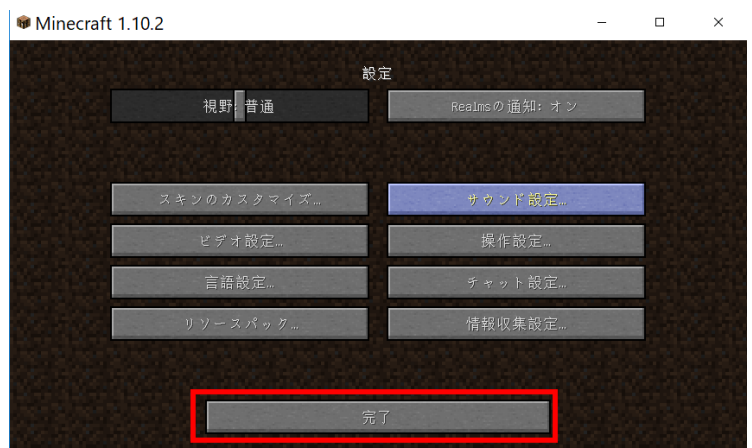 Minecraft 1.10.2
設定
視野: 普通
Realmsの通知: オン
スキンのカスタマイズ…
サウンド設定…
ビデオ設定…
操作設定…
言語設定…
チャット設定…
リソースパック…
情報収集設定…
完了